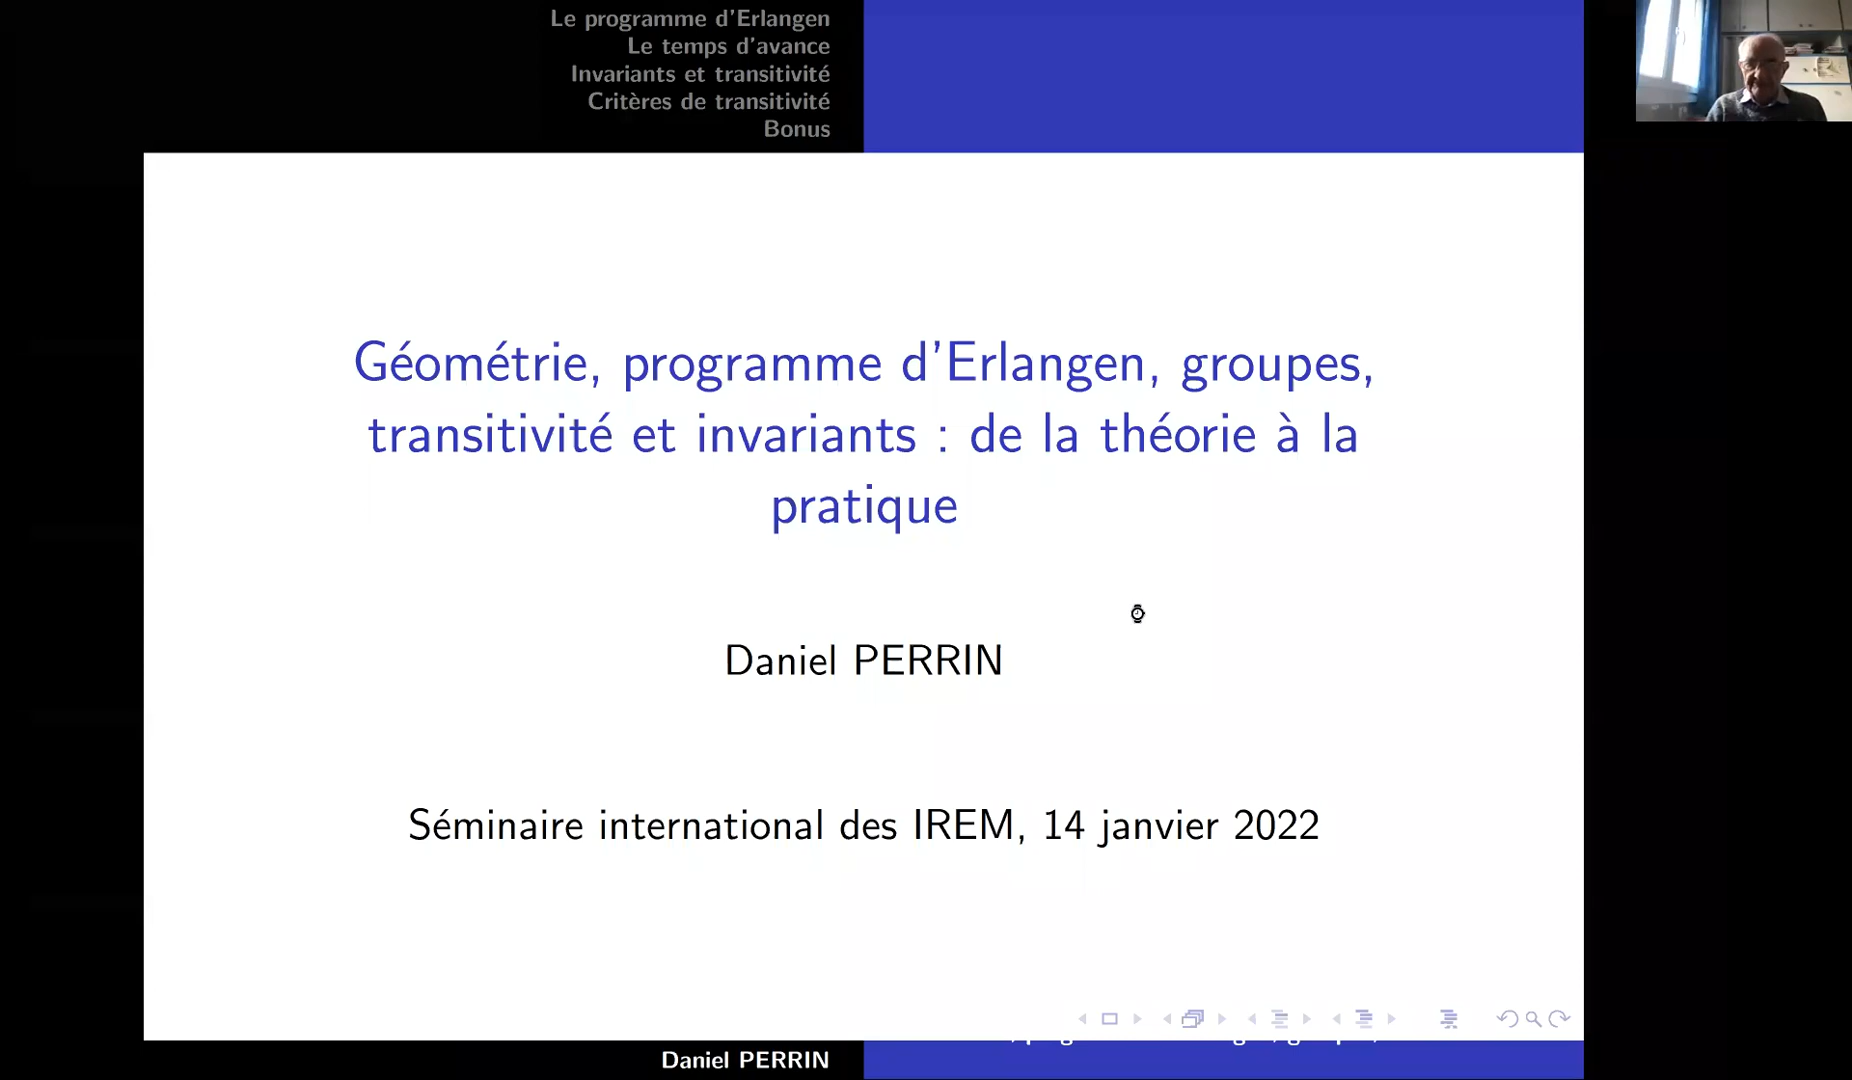 Le programme d'Erlangen
Le temps d'avance
Invariants et transitivité
Critères de transitivité
Bonus
Géométrie, programme d'Erlangen, groupes,
transitivité et invariants : de la théorie à la
pratique
Daniel PERRIN
Séminaire international des IREM, 14 janvier 2022
Daniel PERRIN